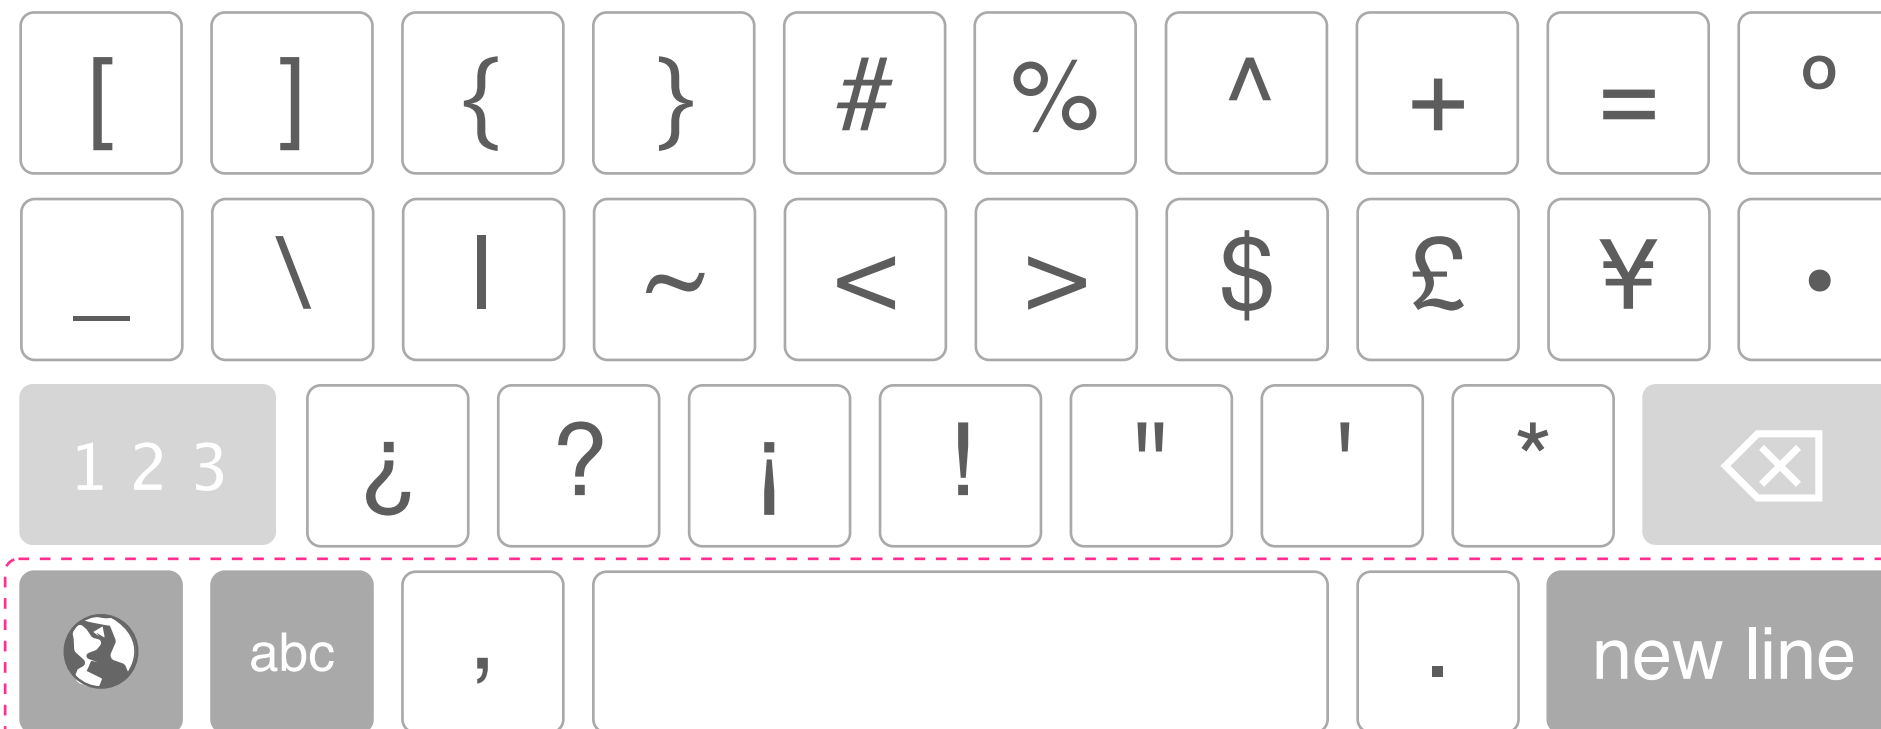 [ ] { } # % ^ + = º
_ \ | ~ < > $ £ ¥ •
1 2 3 ¿ ? ¡ ! " ' *
abc , . new line